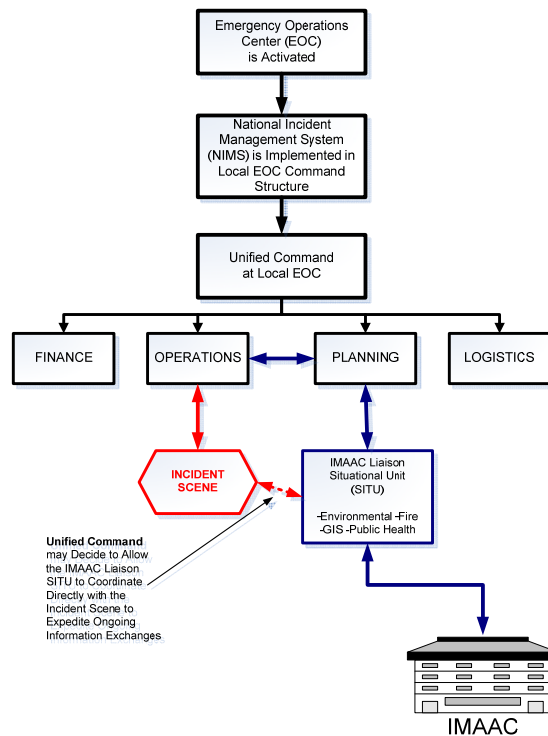 Emergency Operations
Center (EOC)
is Activated
National Incident
Management System
(NIMS) is Implemented in
Local EOC Command
Structure
Unified Command
at Local EOC
FINANCE
OPERATIONS
PLANNING
LOGISTICS
INCIDENT
SCENE
IMAAC Liaison
Situational Unit
(SITU)
-Environmental -Fire
-GIS -Public Health
Unified Command
may Decide to Allow
the IMAAC Liaison
SITU to Coordinate
Directly with the
Incident Scene to
Expedite Ongoing
Information Exchanges
IMAAC